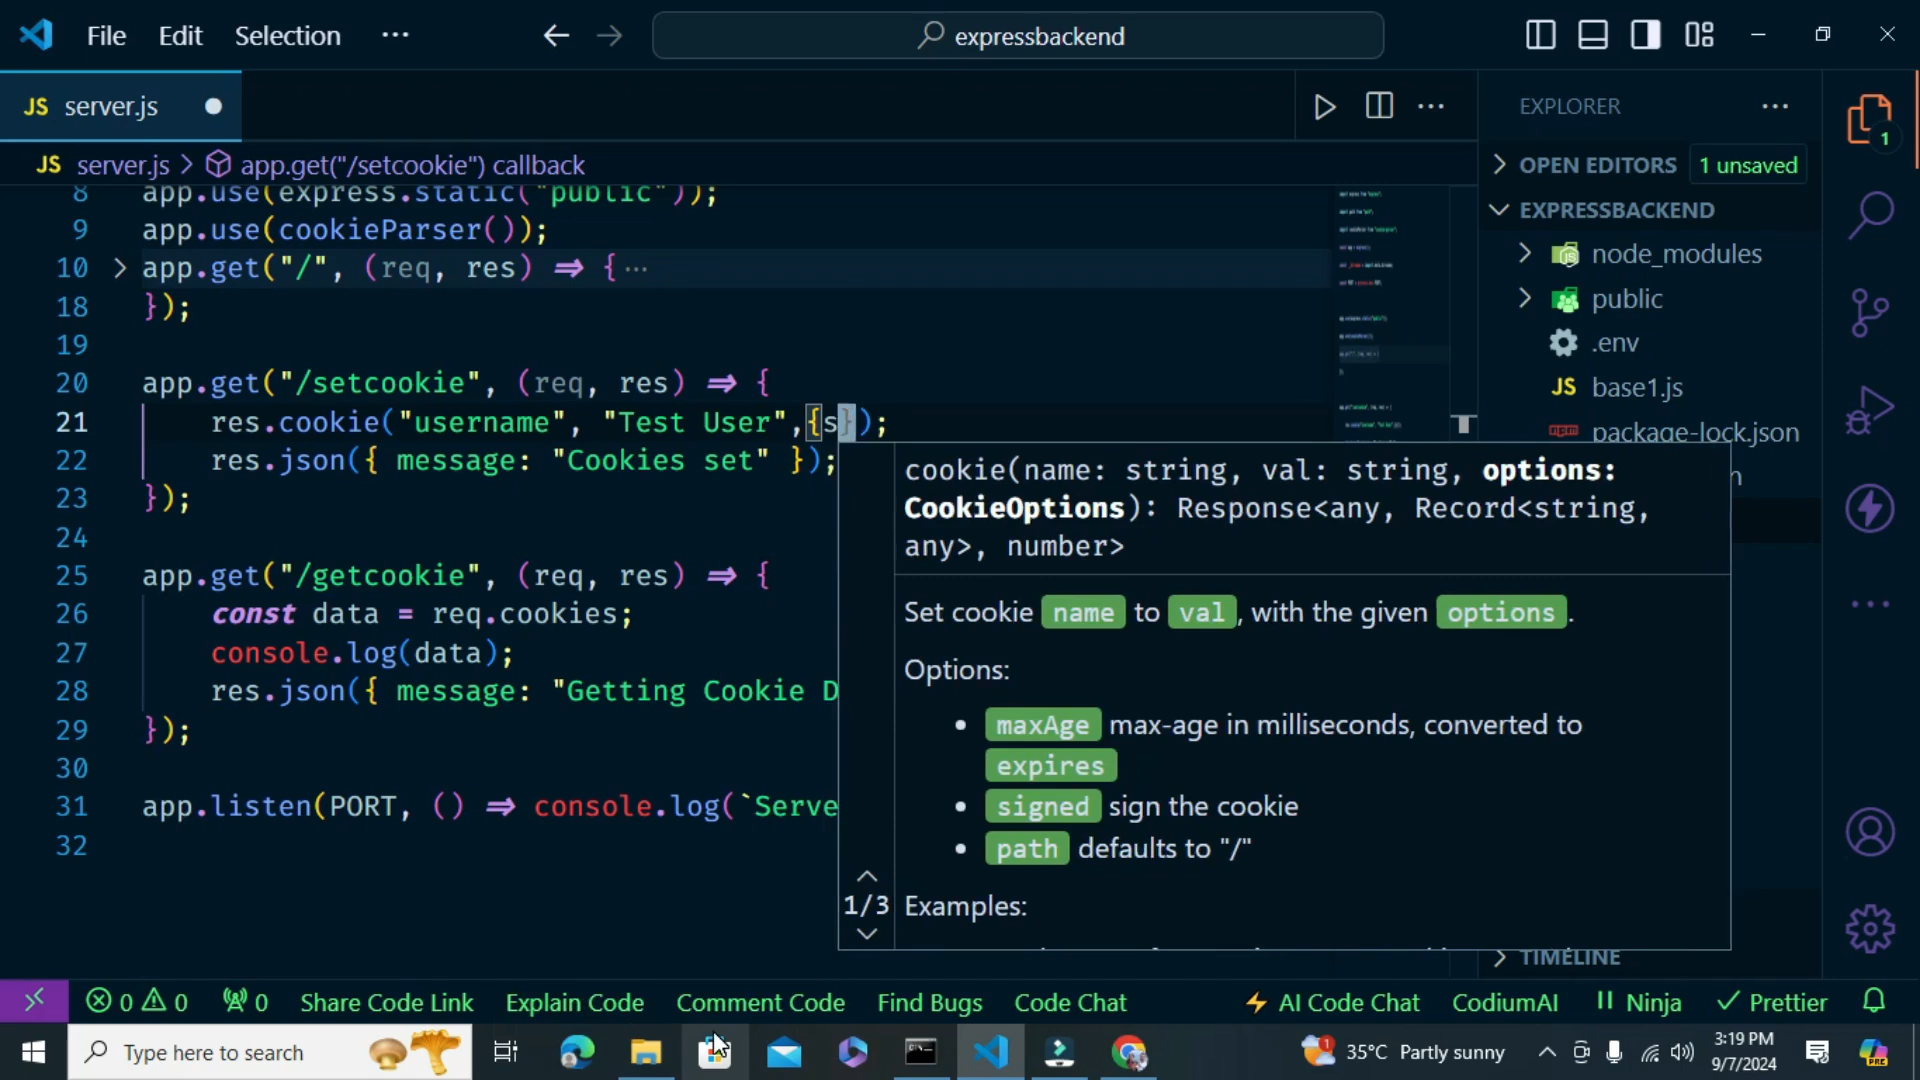 File Edit Selection ···
expressbackend
JS server.js
EXPLORER ···
1
JS server.js > app.get("/setcookie") callback
OPEN EDITORS 1 unsaved
EXPRESSBACKEND
node_modules
public
.env
JS base1.js
package-lock.json
8 app.use(express.static("public"));
9 app.use(cookieParser());
10 app.get("/", (req, res) => {···
18 });
19
20 app.get("/setcookie", (req, res) => {
21 res.cookie("username", "Test User",{s});
22 res.json({ message: "Cookies set" });
23 });
24
25 app.get("/getcookie", (req, res) => {
26 const data = req.cookies;
27 console.log(data);
28 res.json({ message: "Getting Cookie D
29 });
30
31 app.listen(PORT, () => console.log(`Serve
32
cookie(name: string, val: string, options:
CookieOptions): Response<any, Record<string,
any>, number>
Set cookie name to val, with the given options.
Options:
• maxAge max-age in milliseconds, converted to
expires
• signed sign the cookie
• path defaults to "/"
1/3 Examples:
TIMELINE
0 0 0 Share Code Link Explain Code Comment Code Find Bugs Code Chat AI Code Chat CodiumAI Ninja Prettier
Type here to search
1 35°C Partly sunny
3:19 PM
9/7/2024
PRE